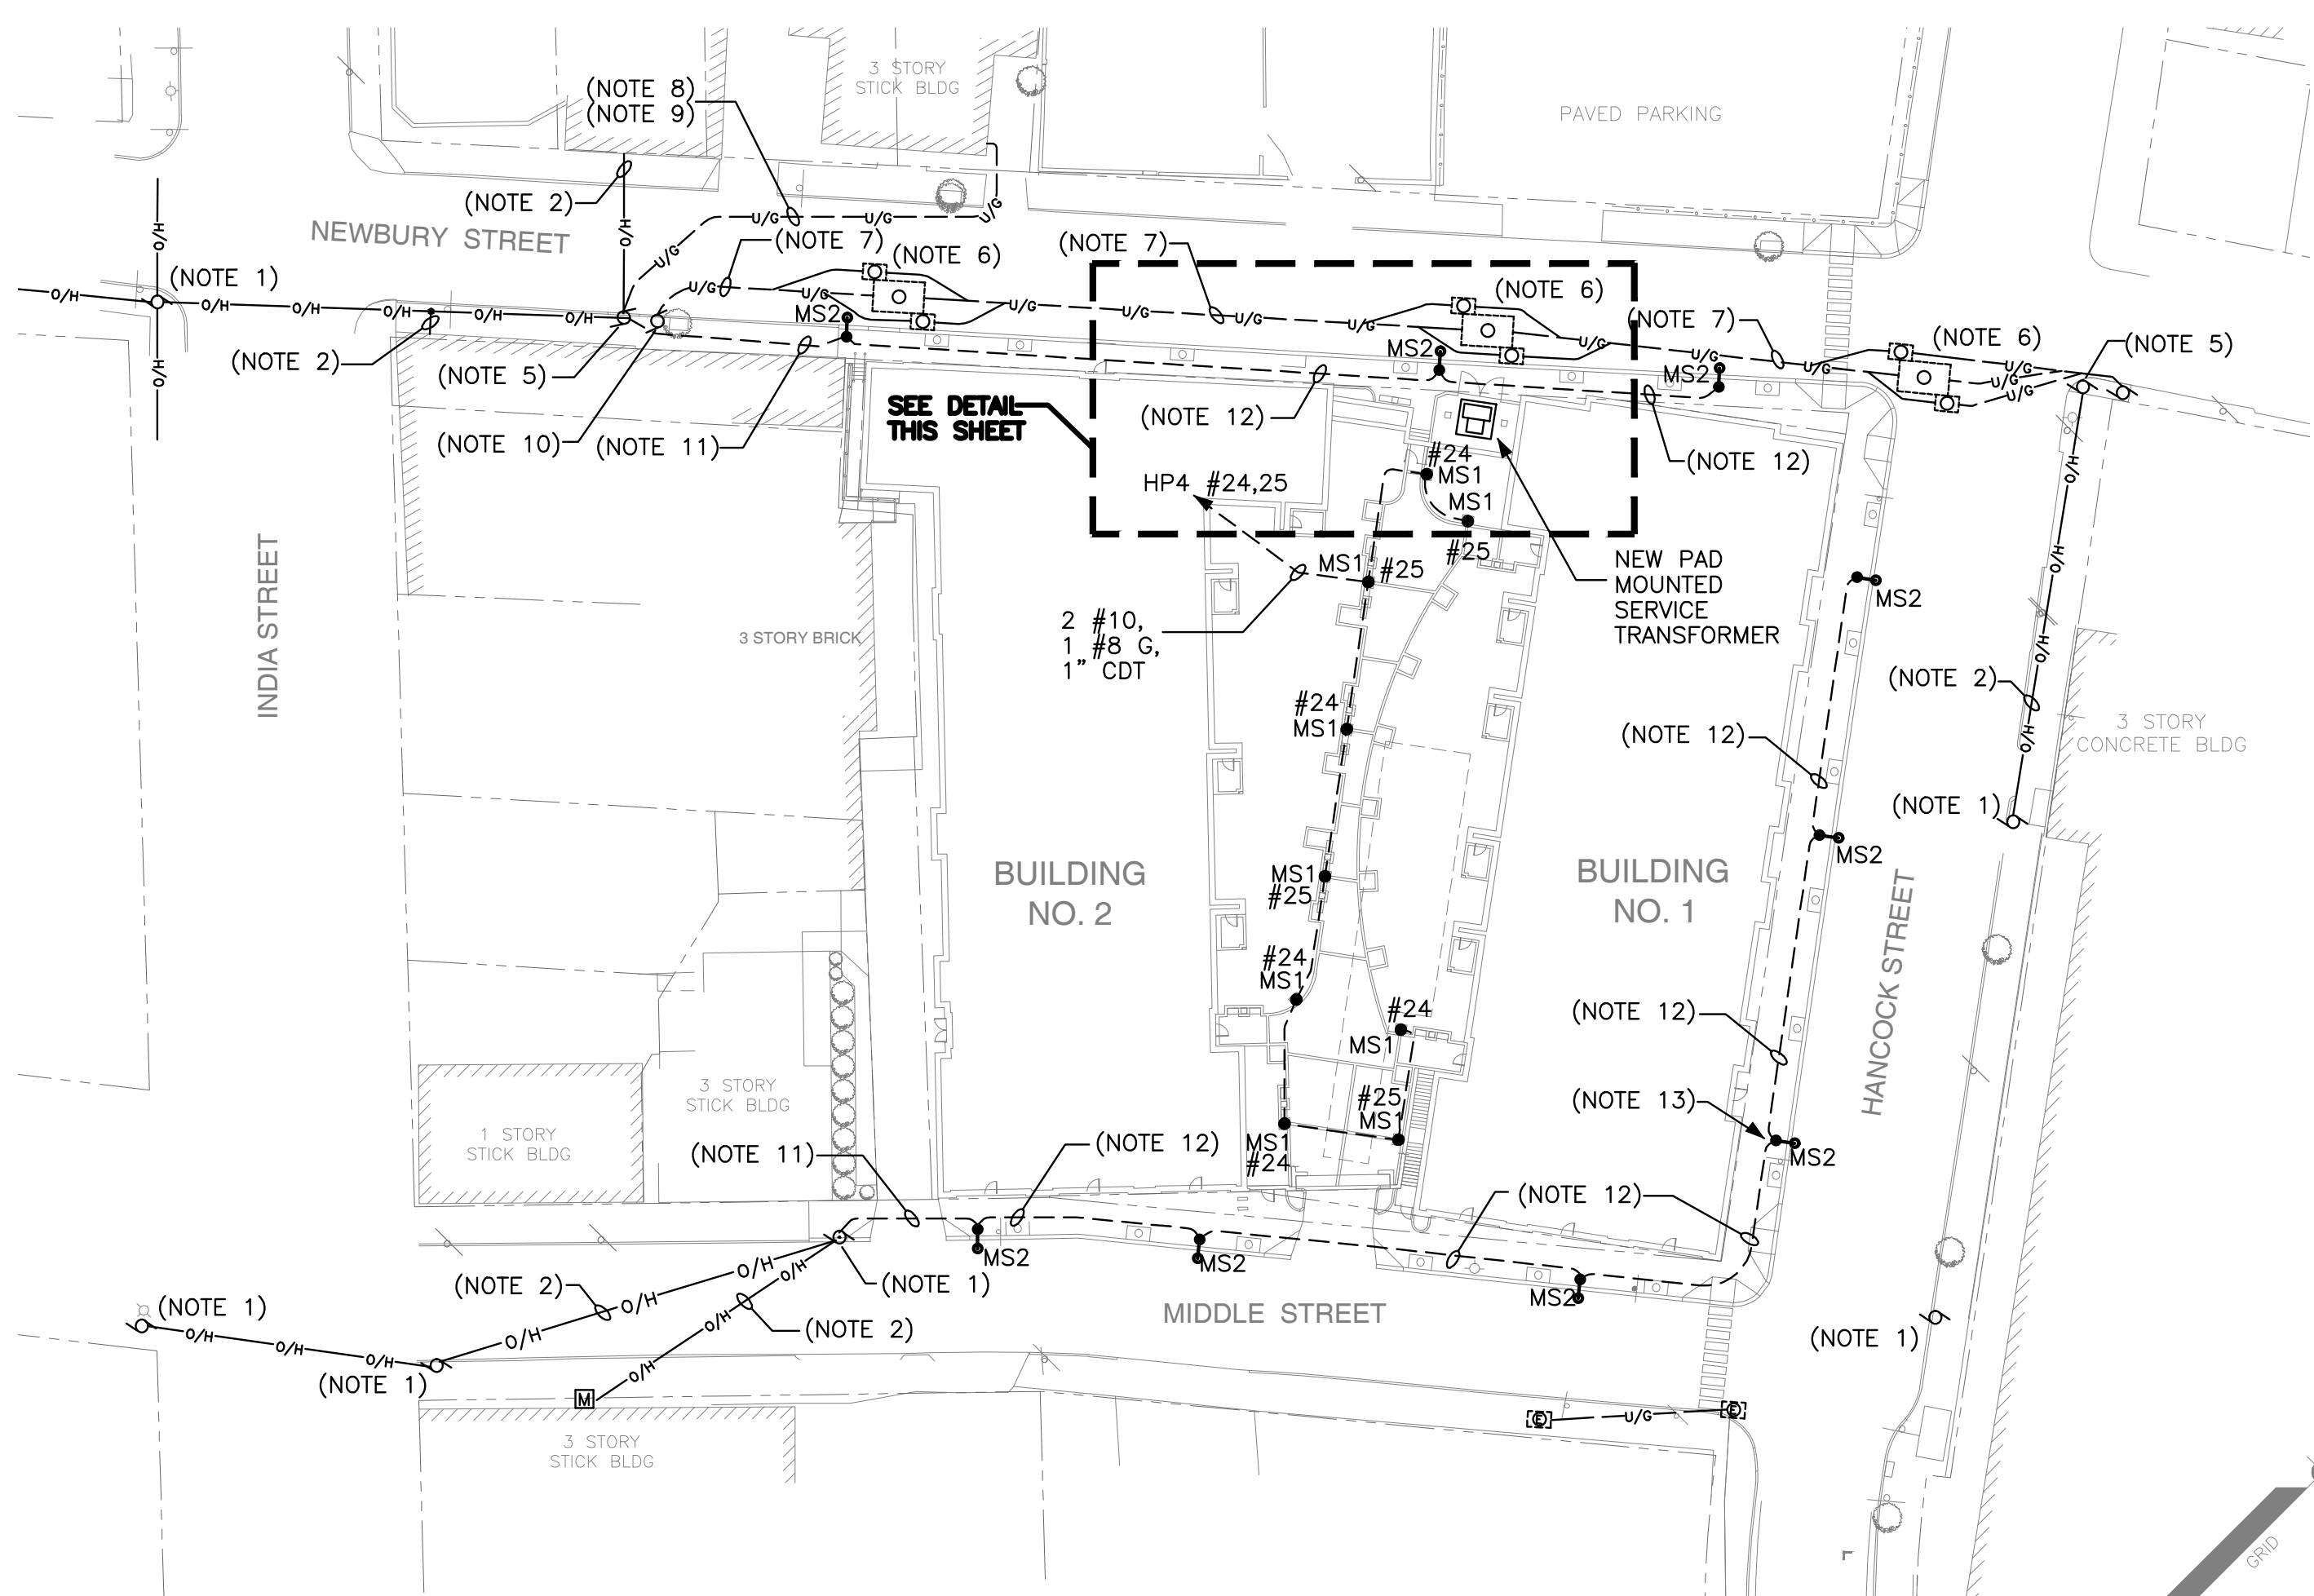 3 STORY
STICK BLDG
(NOTE 8)
(NOTE 9)
PAVED PARKING
(NOTE 2)
O/H
O/H
U/G
U/G
U/G
NEWBURY STREET
(NOTE 7)
(NOTE 6)
(NOTE 7)
U/G
(NOTE 1)
(NOTE 6)
O/H
O/H
O/H
O/H
O/H
O/H
U/G
U/G
U/G
U/G
U/G
U/G
MS2
(NOTE 7)
(NOTE 6)
(NOTE 5)
O/H
(NOTE 2)
(NOTE 5)
U/G
MS2
U/G
U/G
MS2
U/G
U/G
U/G
SEE DETAIL
THIS SHEET
(NOTE 12)
(NOTE 10)
(NOTE 11)
(NOTE 12)
#24
MS1
O/H
HP4 #24,25
MS1
#25
MS1
#25
NEW PAD
MOUNTED
SERVICE
TRANSFORMER
O/H
MS2
INDIA STREET
3 STORY BRICK
2 #10,
1 #8 G,
1" CDT
O/H
(NOTE 2)
#24
MS1
(NOTE 12)
O/H
3 STORY
CONCRETE BLDG
(NOTE 1)
MS2
BUILDING
NO. 2
MS1
#25
BUILDING
NO. 1
HANCOCK STREET
#24
MS1
#24
MS1
(NOTE 12)
3 STORY
STICK BLDG
#25
MS1
(NOTE 13)
1 STORY
STICK BLDG
(NOTE 11)
(NOTE 12)
MS1
#24
MS2
(NOTE 12)
MS2
MS2
MS2
(NOTE 2)
O/H
O/H
(NOTE 1)
(NOTE 1)
O/H
O/H
MIDDLE STREET
(NOTE 2)
O/H
O/H
O/H
O/H
O/H
(NOTE 1)
(NOTE 1)
M
E
U/G
E
3 STORY
STICK BLDG
GRID